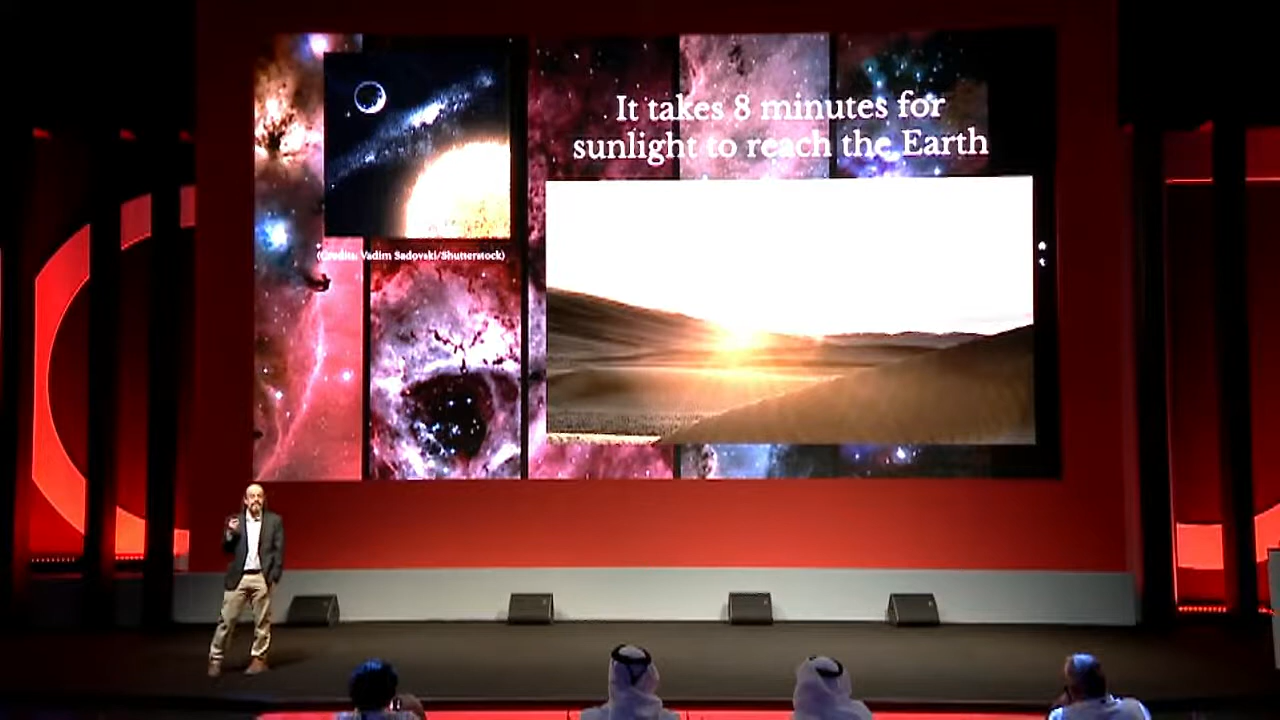 It takes 8 minutes for
sunlight to reach the Earth
(Credits: Vadim Sadovski/Shutterstock)